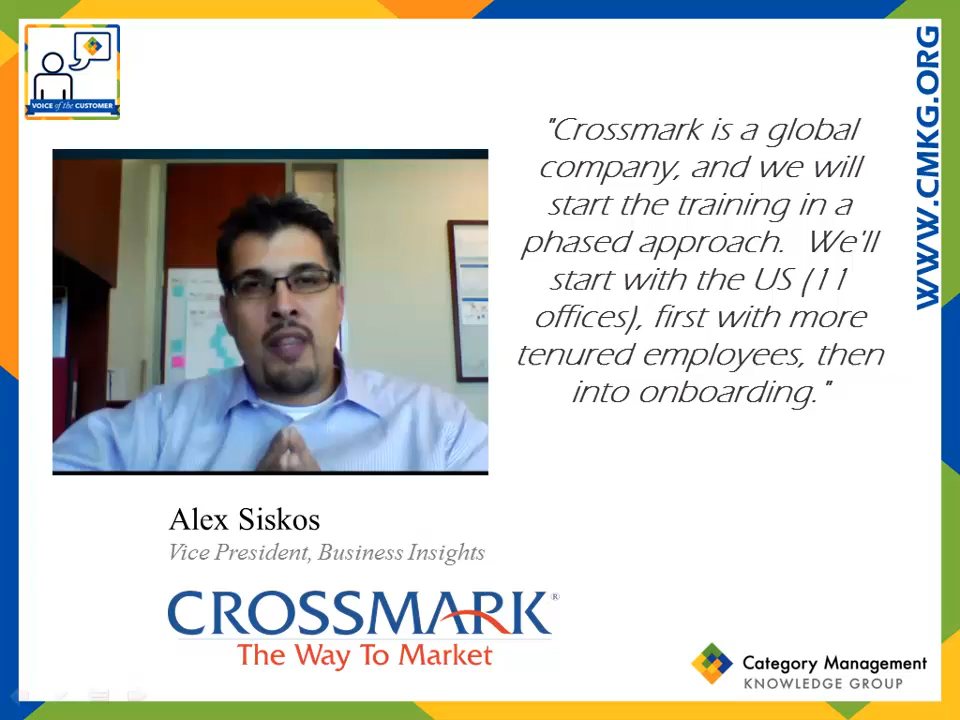 VOICE of the CUSTOMER
WWW.CMKG.ORG
"Crossmark is a global
company, and we will
start the training in a
phased approach.  We'll
start with the US (11
offices), first with more
tenured employees, then
into onboarding."
Alex Siskos
Vice President, Business Insights
CROSSMARK®
The Way To Market
Category Management
KNOWLEDGE GROUP